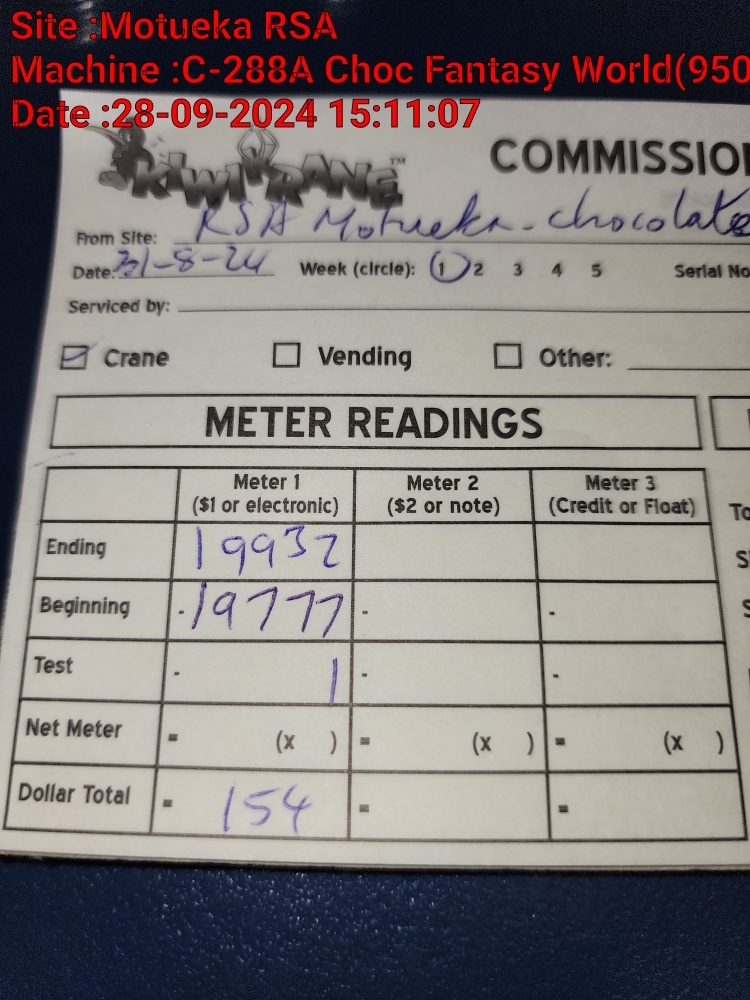 Site :Motueka RSA
Machine :C-288A Choc Fantasy World(950
Date :28-09-2024 15:11:07
KIWI KRANE™
COMMISSIO
From Site: RSA Motueka - chocolate
Date: 31-8-24 Week (circle): 1 2 3 4 5 Serial No
Serviced by:
Crane Vending Other:
METER READINGS
Meter 1 Meter 2 Meter 3
($1 or electronic) ($2 or note) (Credit or Float) To
Ending 19932 S
Beginning -19777 - - S
Test - 1 - -
Net Meter = (x ) = (x ) = (x )
Dollar Total = 154 = =